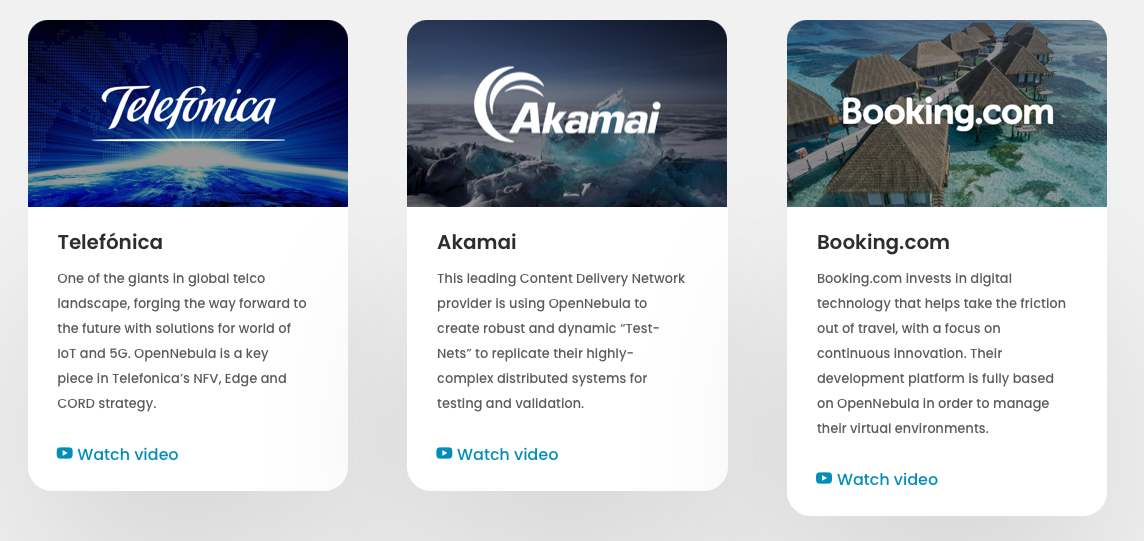 Telefónica
Akamai
Booking.com
Telefónica
One of the giants in global telco
landscape, forging the way forward to
the future with solutions for world of
IoT and 5G. OpenNebula is a key
piece in Telefonica's NFV, Edge and
CORD strategy.
Watch video
Akamai
This leading Content Delivery Network
provider is using OpenNebula to
create robust and dynamic “Test-
Nets” to replicate their highly-
complex distributed systems for
testing and validation.
Watch video
Booking.com
Booking.com invests in digital
technology that helps take the friction
out of travel, with a focus on
continuous innovation. Their
development platform is fully based
on OpenNebula in order to manage
their virtual environments.
Watch video